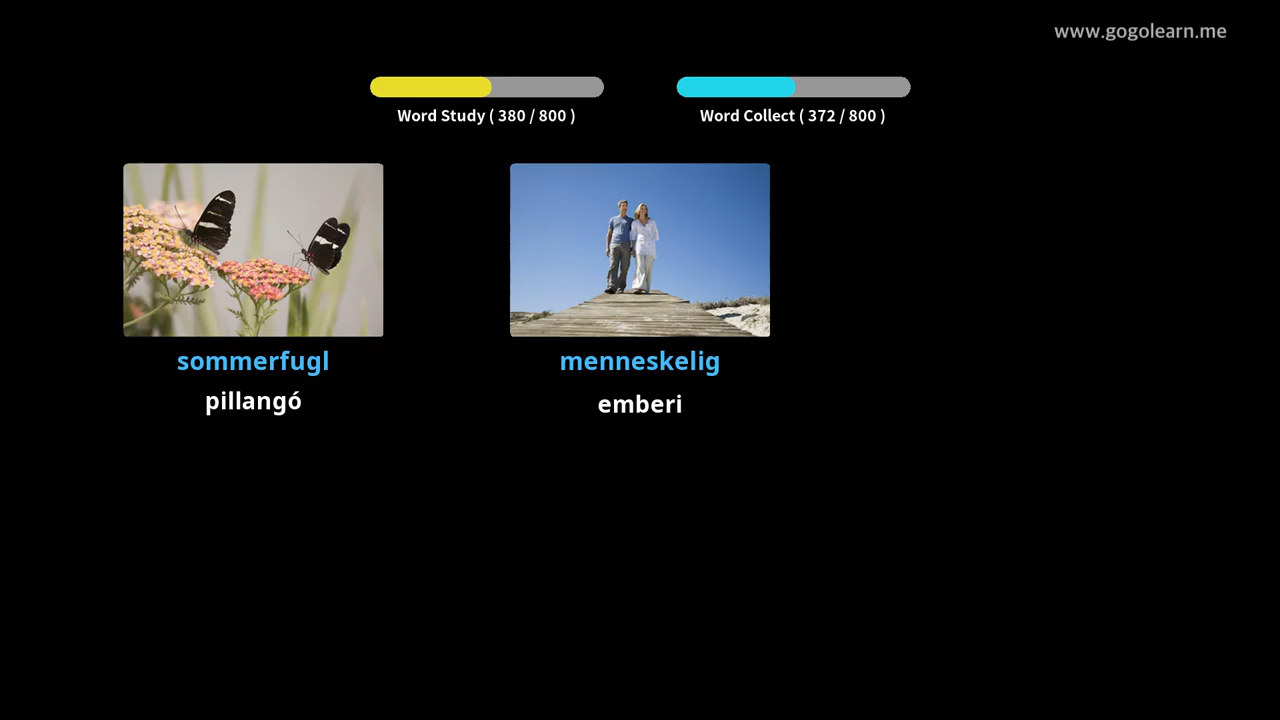 www.gogolearn.me
Word Study ( 380 / 800 )
Word Collect ( 372 / 800 )
sommerfugl
pillangó
menneskelig
emberi